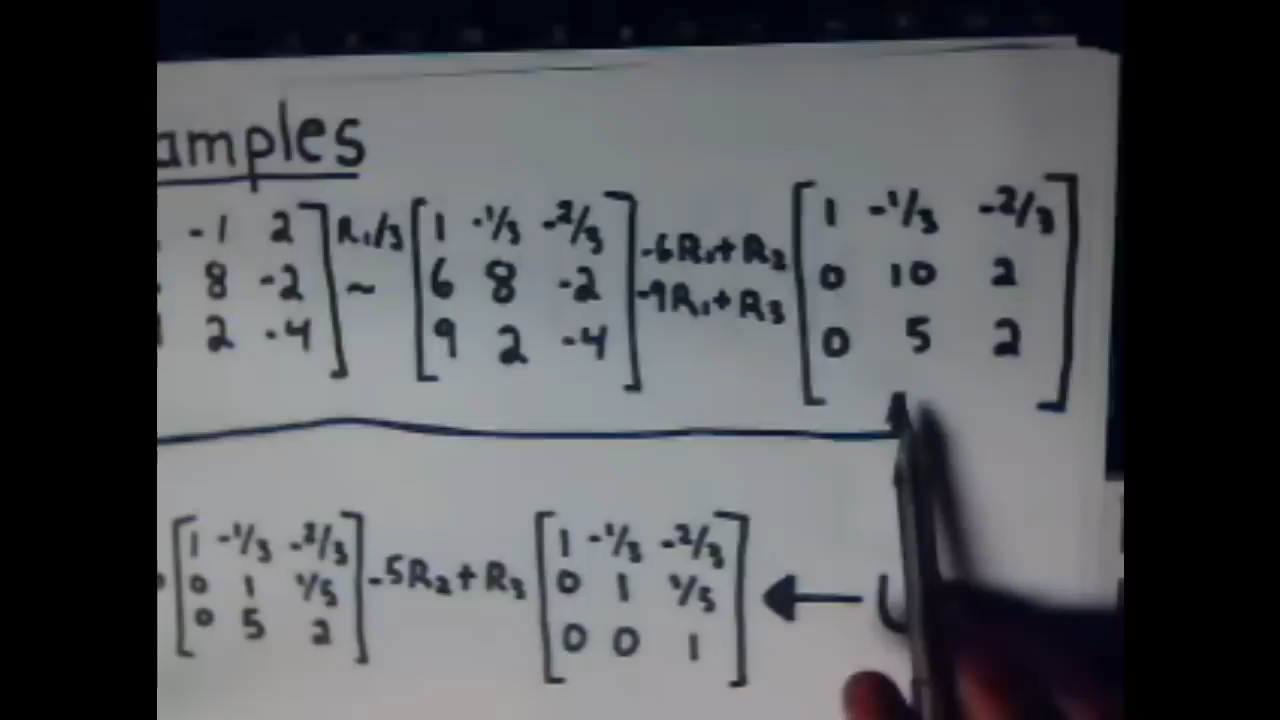 amples
-1 2 R₁/3 1 -1/3 -2/3 1 -1/3 -2/3
8 -2 ~ 6 8 -2 -6R₁+R₂ 0 10 2
2 -4 9 2 -4 -9R₁+R₃ 0 5 2
1 -1/3 -2/3 1 -1/3 -2/3
0 1 1/5 -5R₂+R₃ 0 1 1/5 ← U
0 5 2 0 0 1